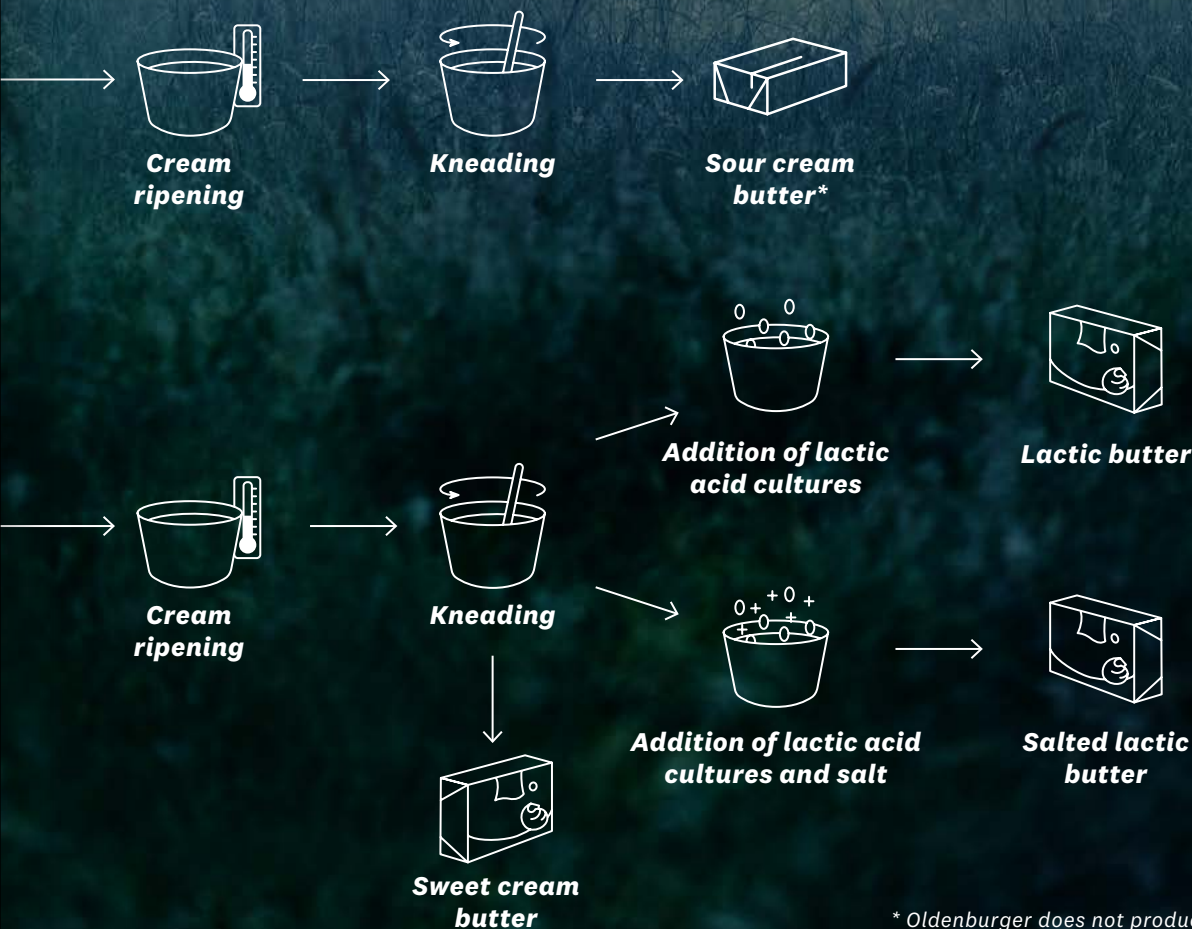 Cream
ripening
Kneading
Sour cream
butter*
Addition of lactic
acid cultures
Lactic butter
Cream
ripening
Kneading
Addition of lactic acid
cultures and salt
Salted lactic
butter
Sweet cream
butter
* Oldenburger does not